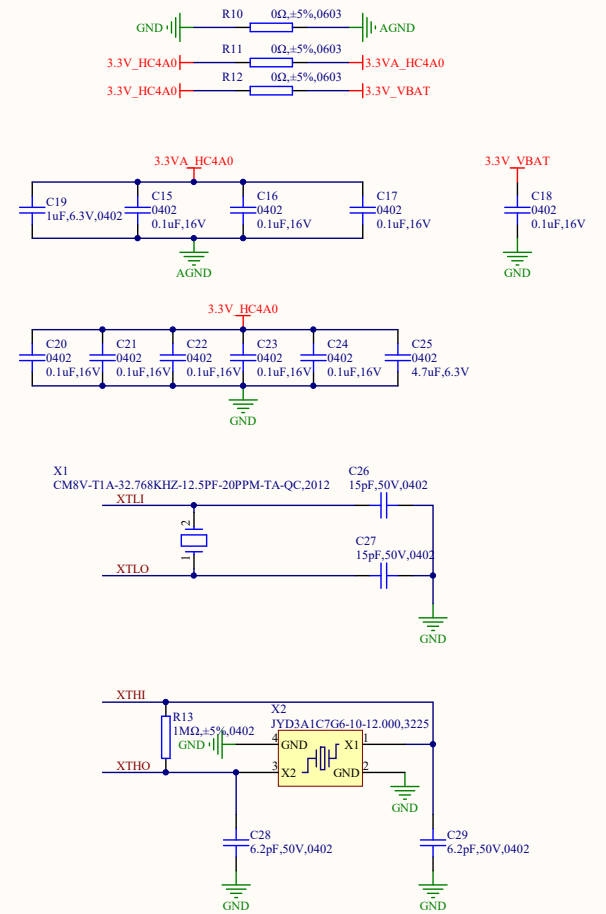 R10 0Ω,±5%,0603
GND AGND
R11 0Ω,±5%,0603
3.3V_HC4A0 3.3VA_HC4A0
R12 0Ω,±5%,0603
3.3V_HC4A0 3.3V_VBAT
3.3VA_HC4A0 3.3V_VBAT
C19 C15 C16 C17 C18
1uF,6.3V,0402 0402 0402 0402 0402
0.1uF,16V 0.1uF,16V 0.1uF,16V 0.1uF,16V
AGND GND
3.3V_HC4A0
C20 C21 C22 C23 C24 C25
0402 0402 0402 0402 0402 0402
0.1uF,16V 0.1uF,16V 0.1uF,16V 0.1uF,16V 0.1uF,16V 4.7uF,6.3V
GND
X1 C26
CM8V-T1A-32.768KHZ-12.5PF-20PPM-TA-QC,2012 15pF,50V,0402
XTLI
2
C27
1 15pF,50V,0402
XTLO
GND
XTHI
R13 X2
1MΩ,±5%,0402 JYD3A1C7G6-10-12.000,3225
GND 4 GND X1 1
XTHO 3 X2 GND 2
GND
C28 C29
6.2pF,50V,0402 6.2pF,50V,0402
GND GND